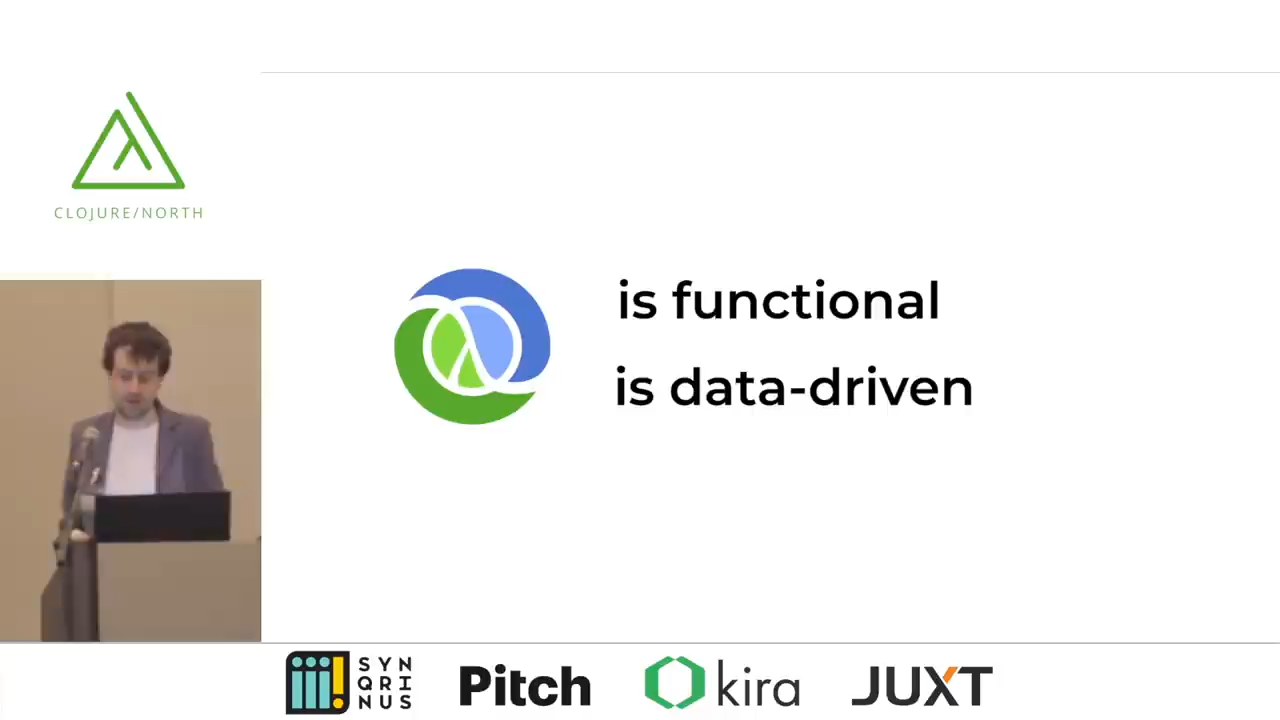 CLOJURE/NORTH
is functional
is data-driven
SYN
QRI
NUS
Pitch
kira
JUXT